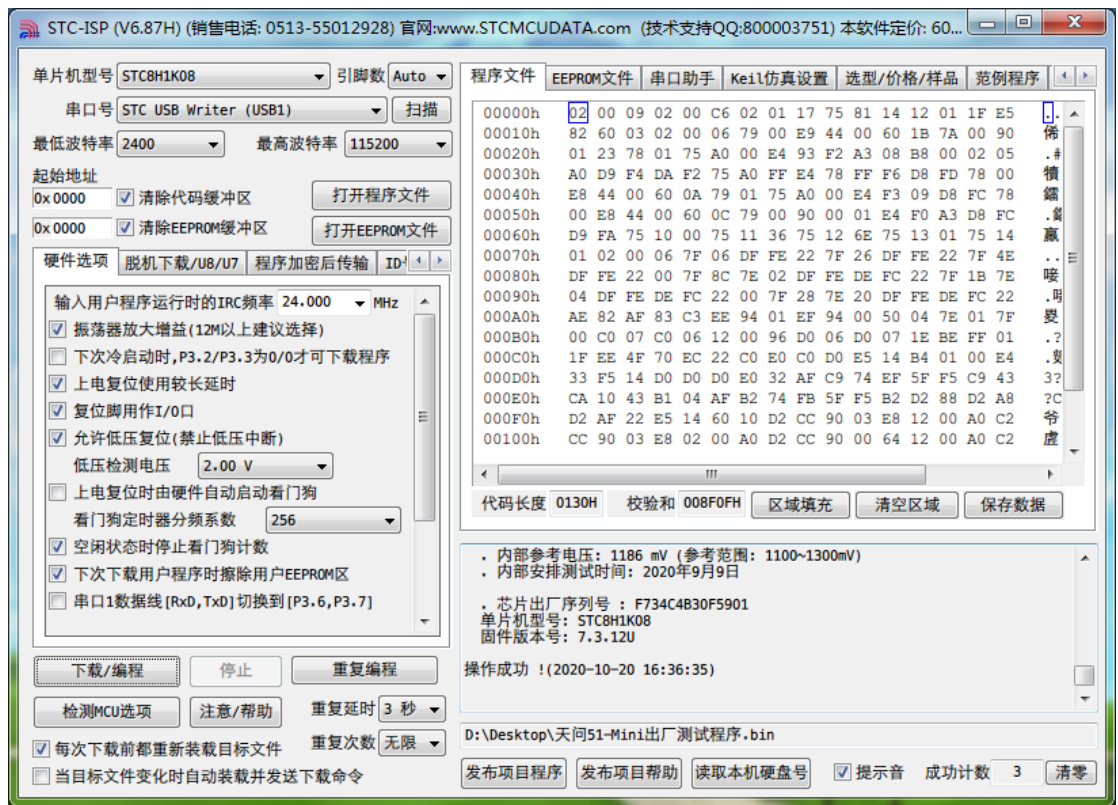 STC-ISP (V6.87H) (销售电话: 0513-55012928) 官网:www.STCMCUDATA.com (技术支持QQ:800003751) 本软件定价: 60...
单片机型号 STC8H1K08 引脚数 Auto
串口号 STC USB Writer (USB1) 扫描
最低波特率 2400 最高波特率 115200
起始地址
0x 0000 清除代码缓冲区 打开程序文件
0x 0000 清除EEPROM缓冲区 打开EEPROM文件
硬件选项 脱机下载/U8/U7 程序加密后传输
输入用户程序运行时的IRC频率 24.000 MHz
振荡器放大增益(12M以上建议选择)
下次冷启动时,P3.2/P3.3为0/0才可下载程序
上电复位使用较长延时
复位脚用作I/O口
允许低压复位(禁止低压中断)
低压检测电压 2.00 V
上电复位时由硬件自动启动看门狗
看门狗定时器分频系数 256
空闲状态时停止看门狗计数
下次下载用户程序时擦除用户EEPROM区
串口1数据线[RxD,TxD]切换到[P3.6,P3.7]
下载/编程 停止 重复编程
检测MCU选项 注意/帮助 重复延时 3 秒
每次下载前都重新装载目标文件 重复次数 无限
当目标文件变化时自动装载并发送下载命令
程序文件 EEPROM文件 串口助手 Keil仿真设置 选型/价格/样品 范例程序
00000h 02 00 09 02 00 C6 02 01 17 75 81 14 12 01 1F E5 ..
00010h 82 60 03 02 00 06 79 00 E9 44 00 60 1B 7A 00 90
00020h 01 23 78 01 75 A0 00 E4 93 F2 A3 08 B8 00 02 05 .#
00030h A0 D9 F4 DA F2 75 A0 FF E4 78 FF F6 D8 FD 78 00
00040h E8 44 00 60 0A 79 01 75 A0 00 E4 F3 09 D8 FC 78
00050h 00 E8 44 00 60 0C 79 00 90 00 01 E4 F0 A3 D8 FC
00060h D9 FA 75 10 00 75 11 36 75 12 6E 75 13 01 75 14
00070h 01 02 00 06 7F 06 DF FE 22 7F 26 DF FE 22 7F 4E ..
00080h DF FE 22 00 7F 8C 7E 02 DF FE DE FC 22 7F 1B 7E
00090h 04 DF FE DE FC 22 00 7F 28 7E 20 DF FE DE FC 22
000A0h AE 82 AF 83 C3 EE 94 01 EF 94 00 50 04 7E 01 7F
000B0h 00 C0 07 C0 06 12 00 96 D0 06 D0 07 1E BE FF 01 .?
000C0h 1F EE 4F 70 EC 22 C0 E0 C0 D0 E5 14 B4 01 00 E4
000D0h 33 F5 14 D0 D0 D0 E0 32 AF C9 74 EF 5F F5 C9 43 3?
000E0h CA 10 43 B1 04 AF B2 74 FB 5F F5 B2 D2 88 D2 A8 ?C
000F0h D2 AF 22 E5 14 60 10 D2 CC 90 03 E8 12 00 A0 C2 爷
00100h CC 90 03 E8 02 00 A0 D2 CC 90 00 64 12 00 A0 C2
代码长度 0130H 校验和 008F0FH 区域填充 清空区域 保存数据
. 内部参考电压: 1186 mV (参考范围: 1100~1300mV)
. 内部安排测试时间: 2020年9月9日
. 芯片出厂序列号 : F734C4B30F5901
单片机型号: STC8H1K08
固件版本号: 7.3.12U
操作成功 !(2020-10-20 16:36:35)
D:\Desktop\天问51-Mini出厂测试程序.bin
发布项目程序 发布项目帮助 读取本机硬盘号 提示音 成功计数 3 清零